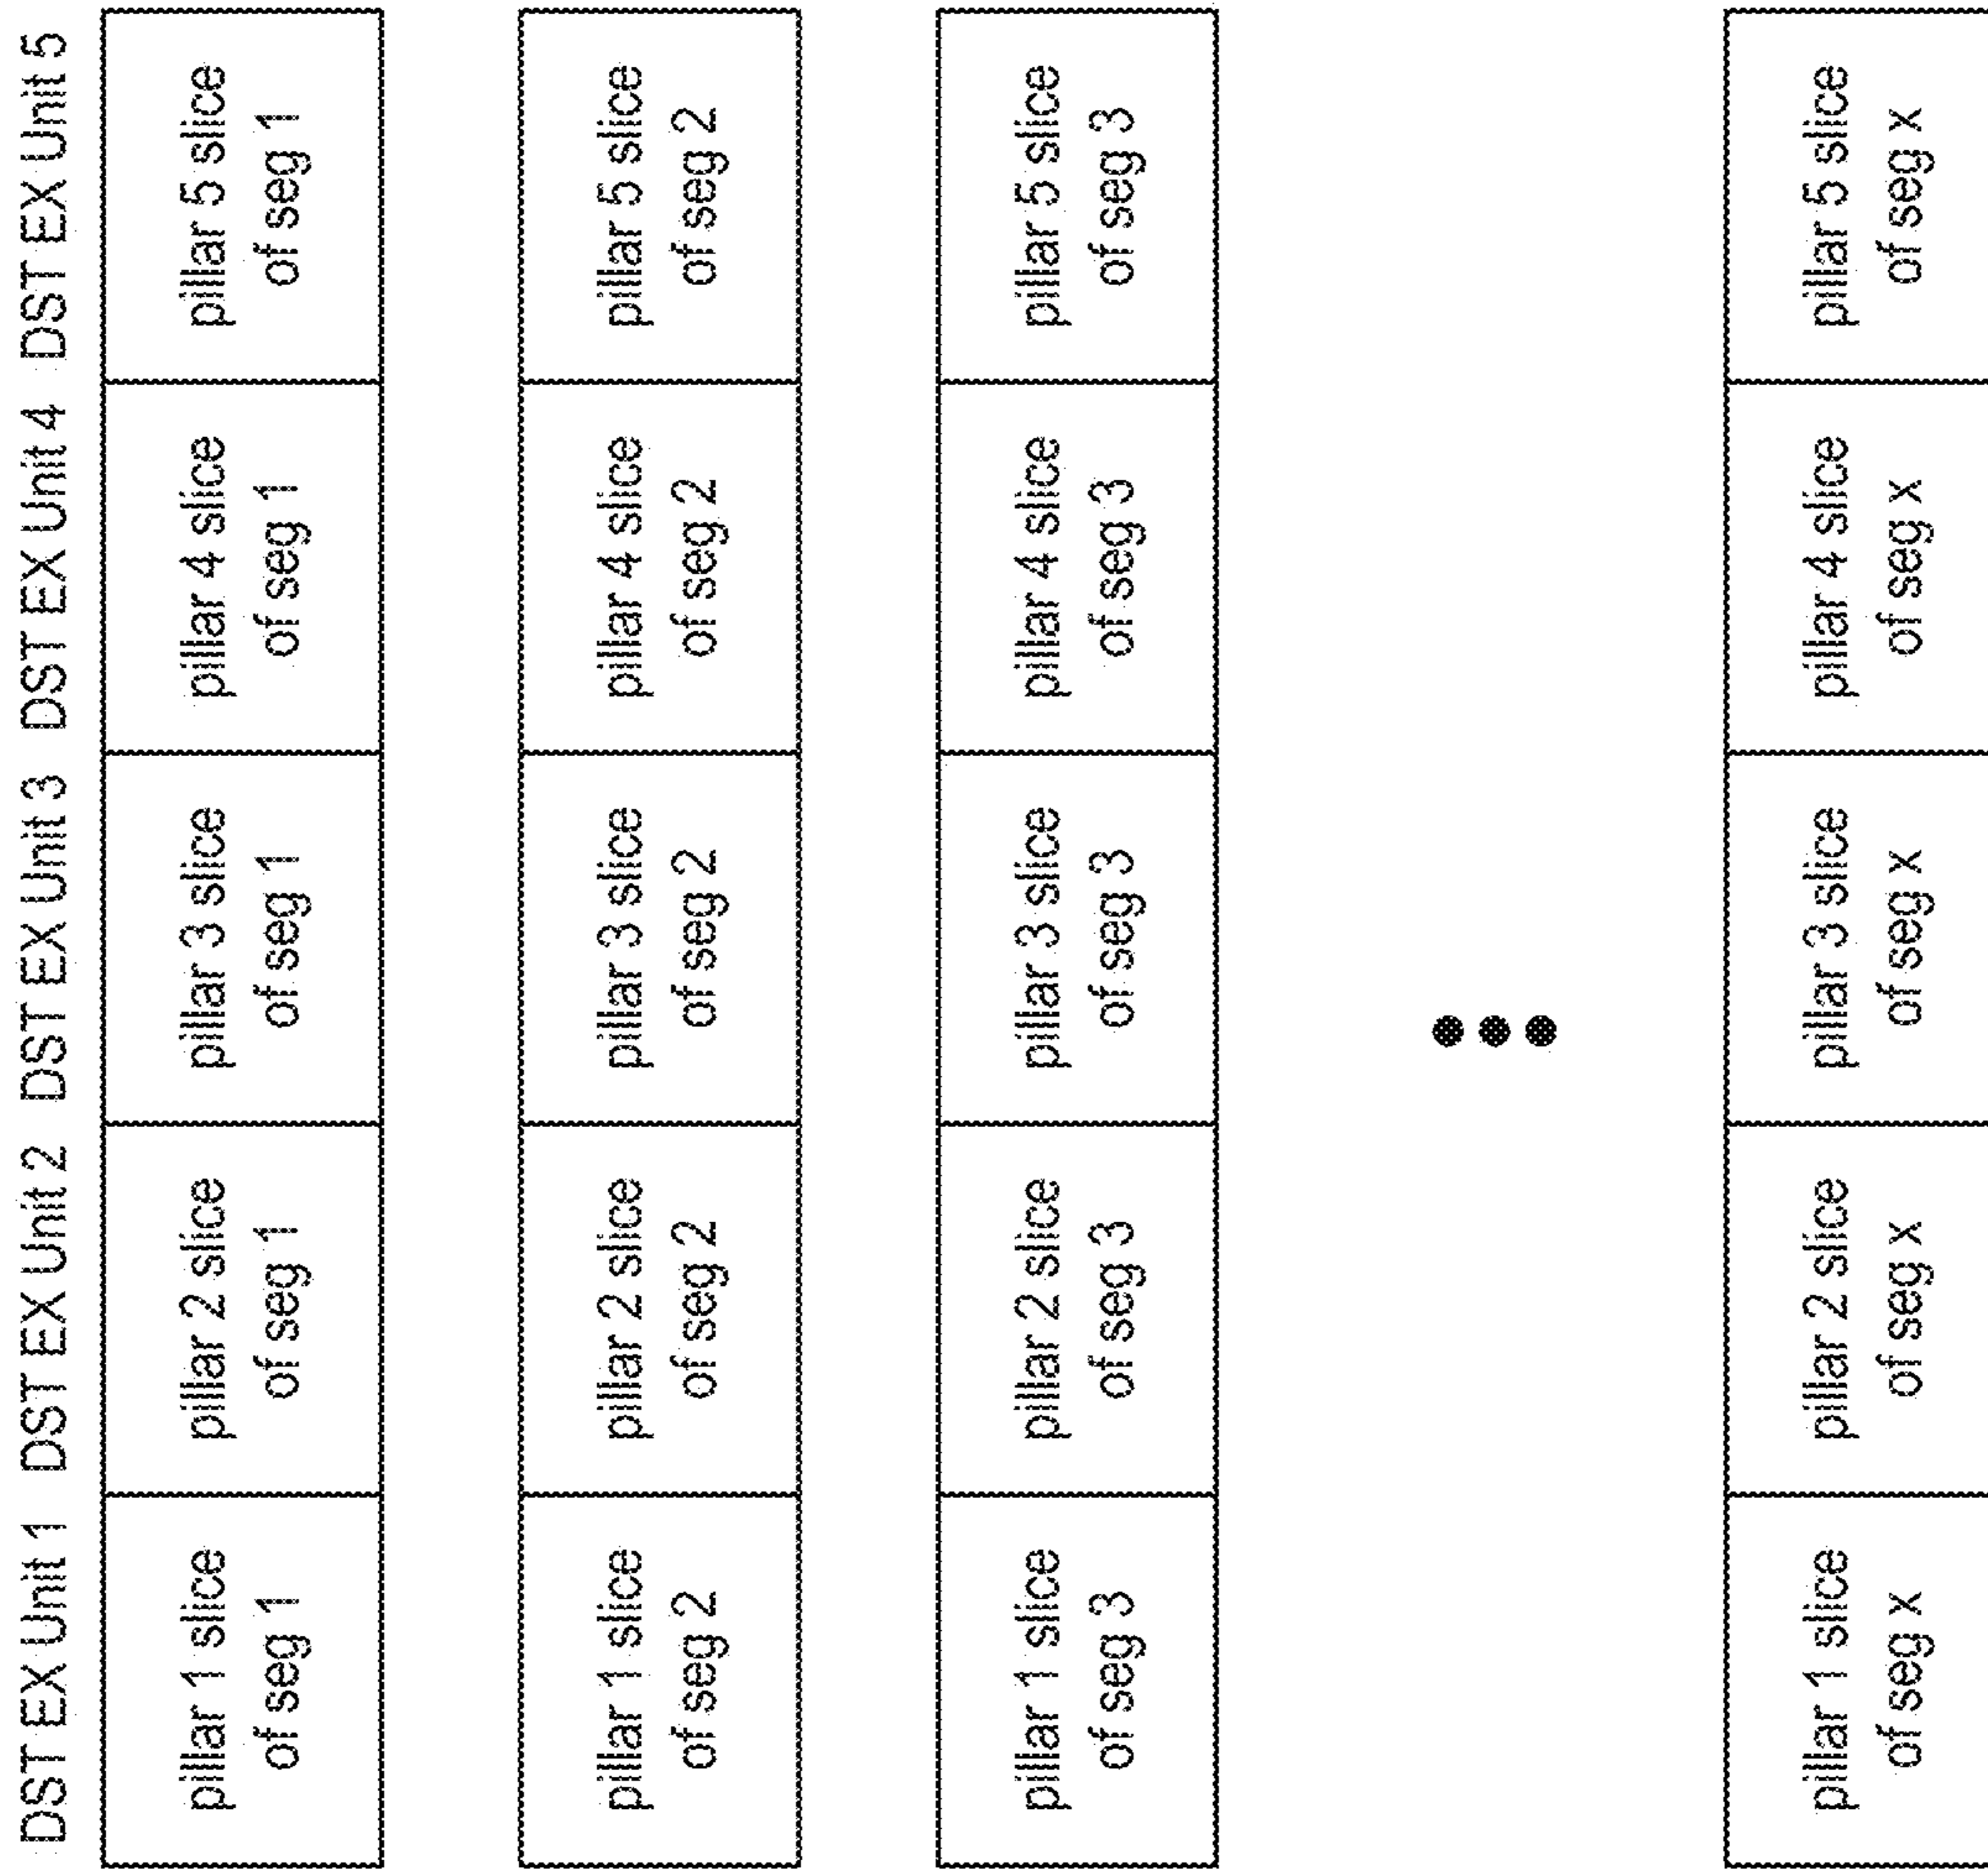 DST EX Unit 1
DST EX Unit 2
DST EX Unit 3
DST EX Unit 4
DST EX Unit 5
pillar 1 slice
of seg 1
pillar 2 slice
of seg 1
pillar 3 slice
of seg 1
pillar 4 slice
of seg 1
pillar 5 slice
of seg 1
pillar 1 slice
of seg 2
pillar 2 slice
of seg 2
pillar 3 slice
of seg 2
pillar 4 slice
of seg 2
pillar 5 slice
of seg 2
pillar 1 slice
of seg 3
pillar 2 slice
of seg 3
pillar 3 slice
of seg 3
pillar 4 slice
of seg 3
pillar 5 slice
of seg 3
pillar 1 slice
of seg x
pillar 2 slice
of seg x
pillar 3 slice
of seg x
pillar 4 slice
of seg x
pillar 5 slice
of seg x